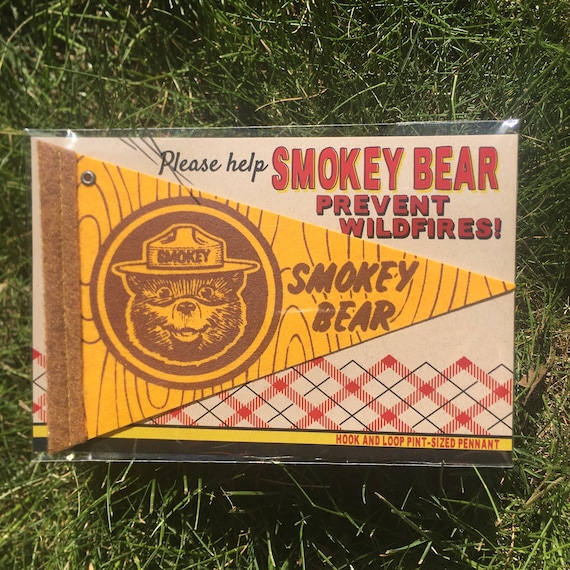 Please help SMOKEY BEAR
PREVENT
WILDFIRES!
SMOKEY
SMOKEY
BEAR
HOOK AND LOOP PINT-SIZED PENNANT